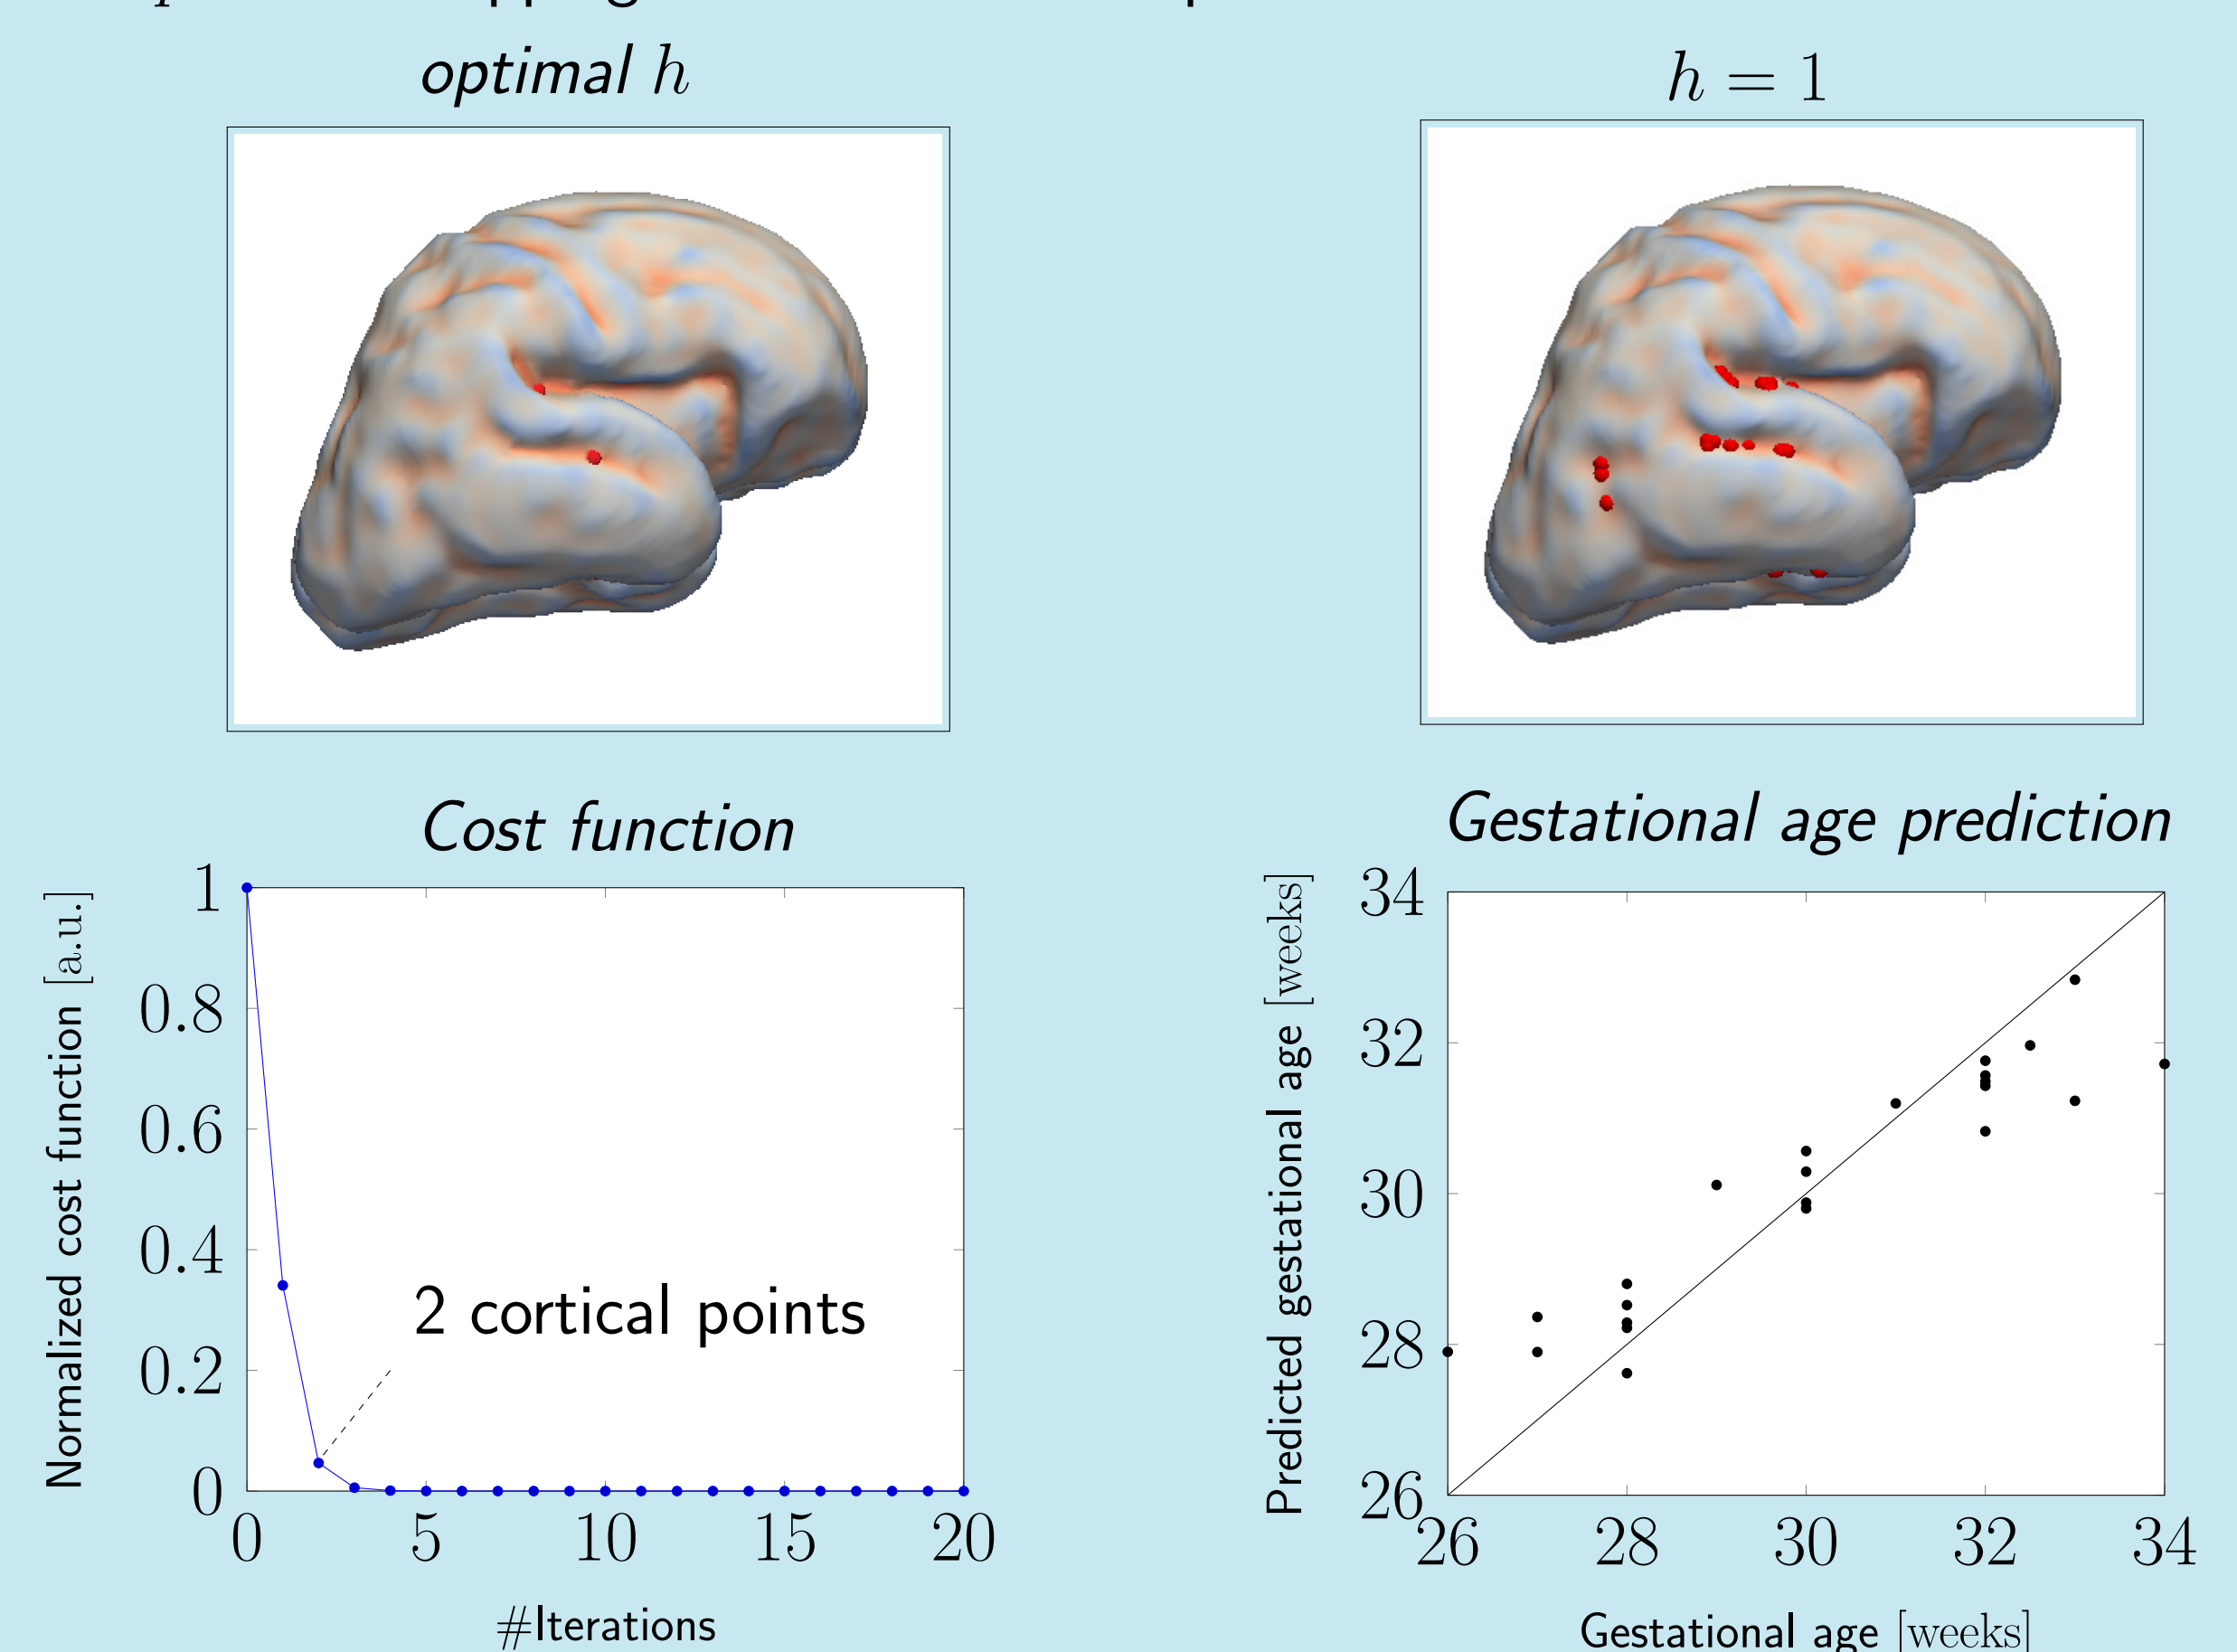 optimal h
h = 1
Cost function
Normalized cost function [a.u.]
1
0.8
0.6
0.4
0.2
0
2 cortical points
0 5 10 15 20
#Iterations
Gestational age prediction
Predicted gestational age [weeks]
34
32
30
28
26
26 28 30 32 34
Gestational age [weeks]